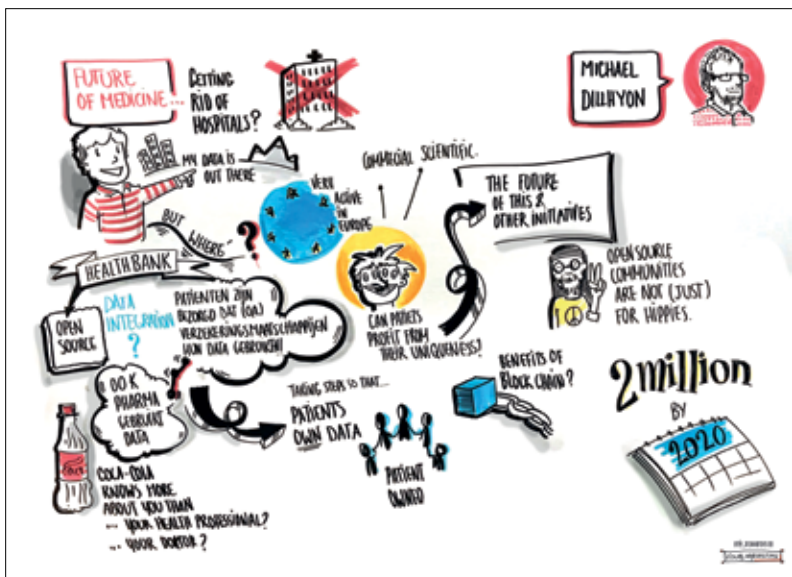 FUTURE
OF MEDICINE...
GETTING
RID OF
HOSPITALS?
MICHAEL
DILLHYON
MY DATA IS
OUT THERE
BUT WHERE
?
VERY
ACTIVE
IN
EUROPE
COMMERCIAL SCIENTIFIC.
THE FUTURE
OF THIS &
OTHER INITIATIVES
HEALTHBANK
OPEN
SOURCE
DATA
INTEGRATION
?
PATIENTEN ZIJN
BEZORGD DAT (O.A.)
VERZEKERINGSMAATSCHAPPIJEN
HUN DATA GEBRUIKEN!
CAN PATIENTS
PROFIT FROM
THEIR UNIQUENESS?
OPEN SOURCE
COMMUNITIES
ARE NOT (JUST)
FOR HIPPIES.
OOK
PHARMA
GEBRUIKT
DATA
TAKING STEPS SO THAT...
PATIENTS
OWN DATA
PATIENT
OWNED
BENEFITS OF
BLOCK CHAIN?
2 million
BY
2020
COCA-COLA
KNOWS MORE
ABOUT YOU THAN
... YOUR HEALTH PROFESSIONAL?
... YOUR DOKTOR?